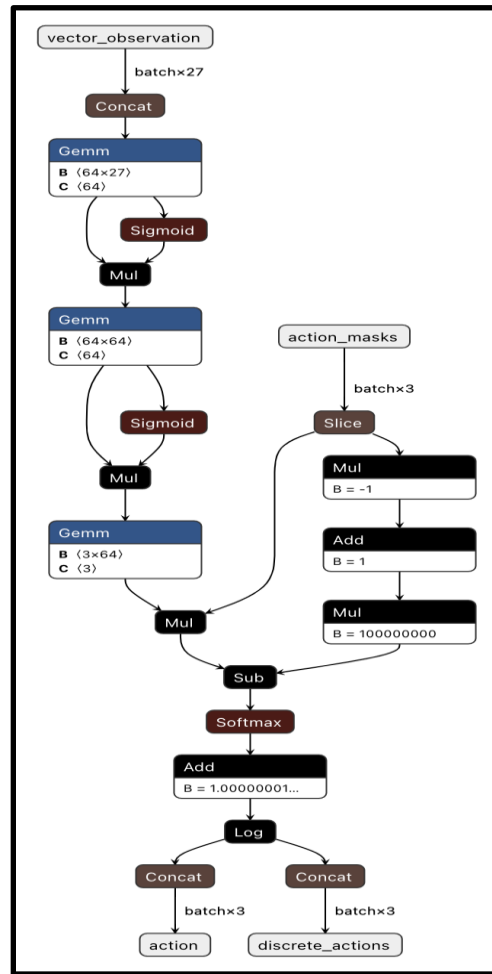 vector_observation
batch×27
Concat
Gemm
B ⟨64×27⟩
C ⟨64⟩
Sigmoid
Mul
Gemm
B ⟨64×64⟩
C ⟨64⟩
Sigmoid
Mul
Gemm
B ⟨3×64⟩
C ⟨3⟩
action_masks
batch×3
Slice
Mul
B = -1
Add
B = 1
Mul
B = 100000000
Mul
Sub
Softmax
Add
B = 1.00000001...
Log
Concat
Concat
batch×3
batch×3
action
discrete_actions